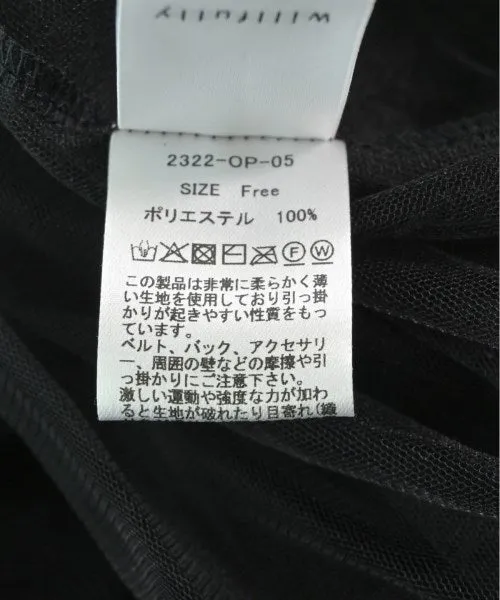 willfully
2322-OP-05
SIZE Free
ポリエステル 100%
この製品は非常に柔らかく薄
い生地を使用しており引っ掛
かりが起きやすい性質をもっ
ています。
ベルト、バック、アクセサリ
ー、周囲の壁などの摩擦や引
っ掛かりにご注意下さい。
激しい運動や強度な力が加わ
ると生地が破れたり目寄れ(縫